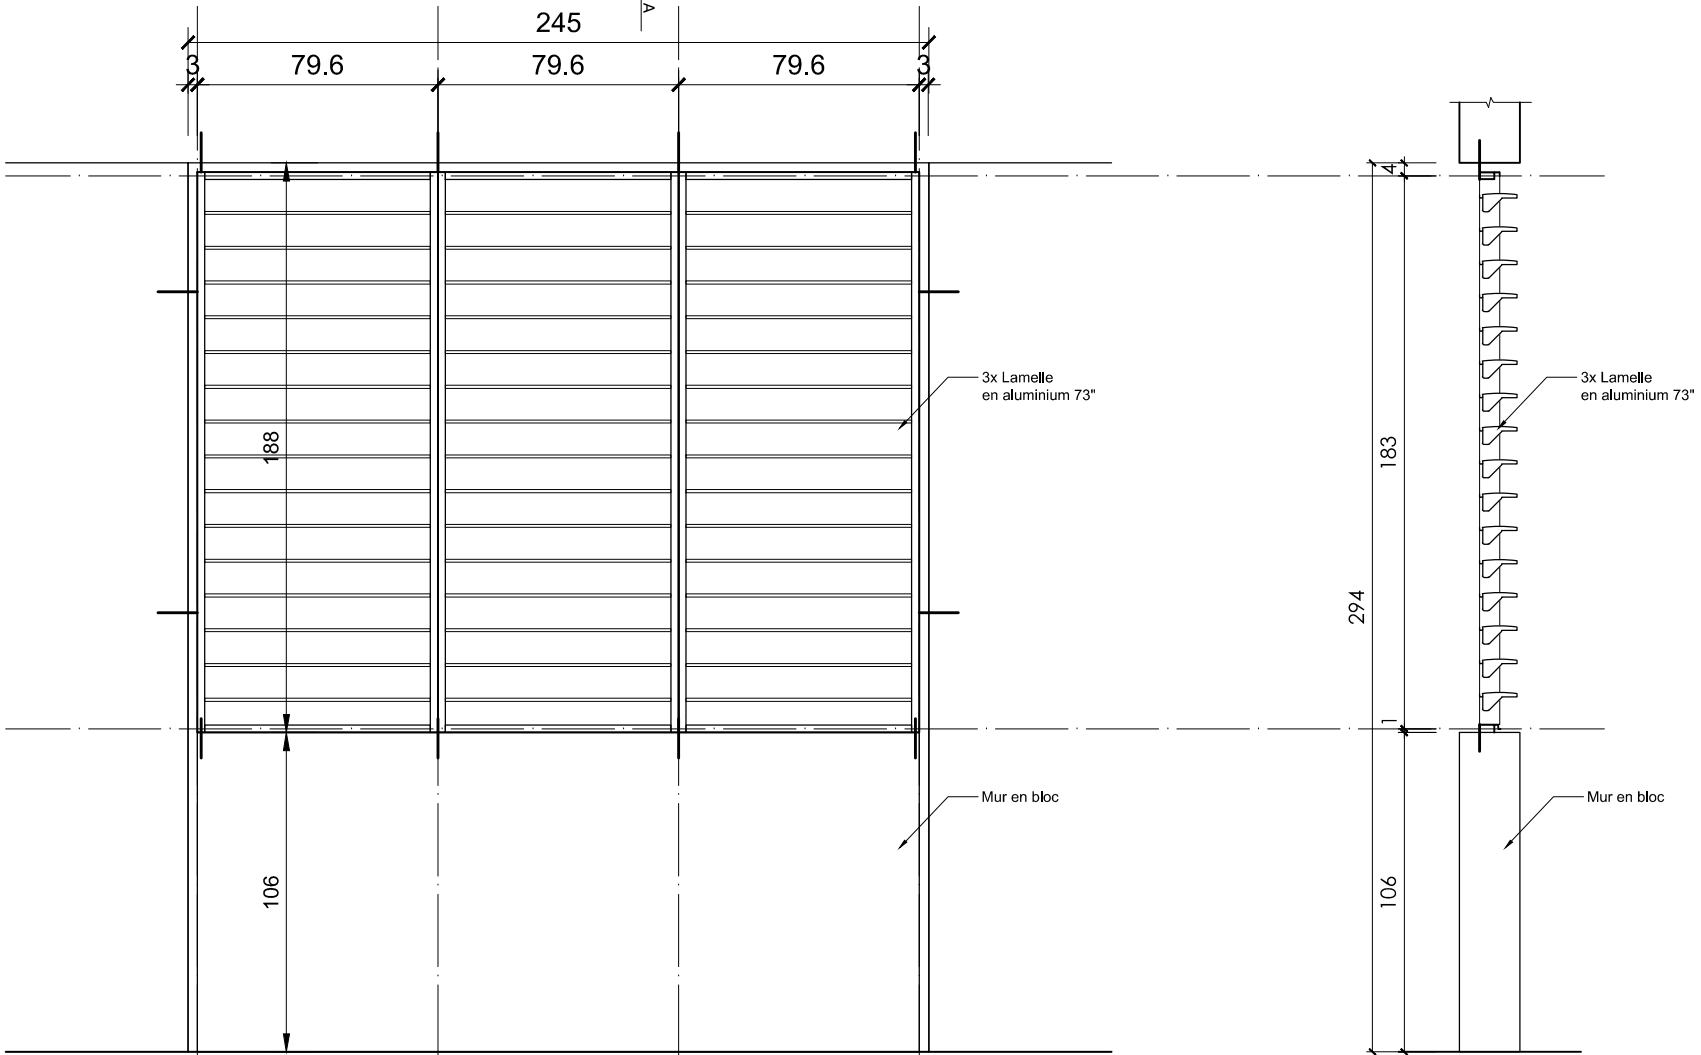 A
245
3
79.6
79.6
79.6
3
188
106
3x Lamelle
en aluminium 73"
Mur en bloc
4
183
294
1
106
3x Lamelle
en aluminium 73"
Mur en bloc